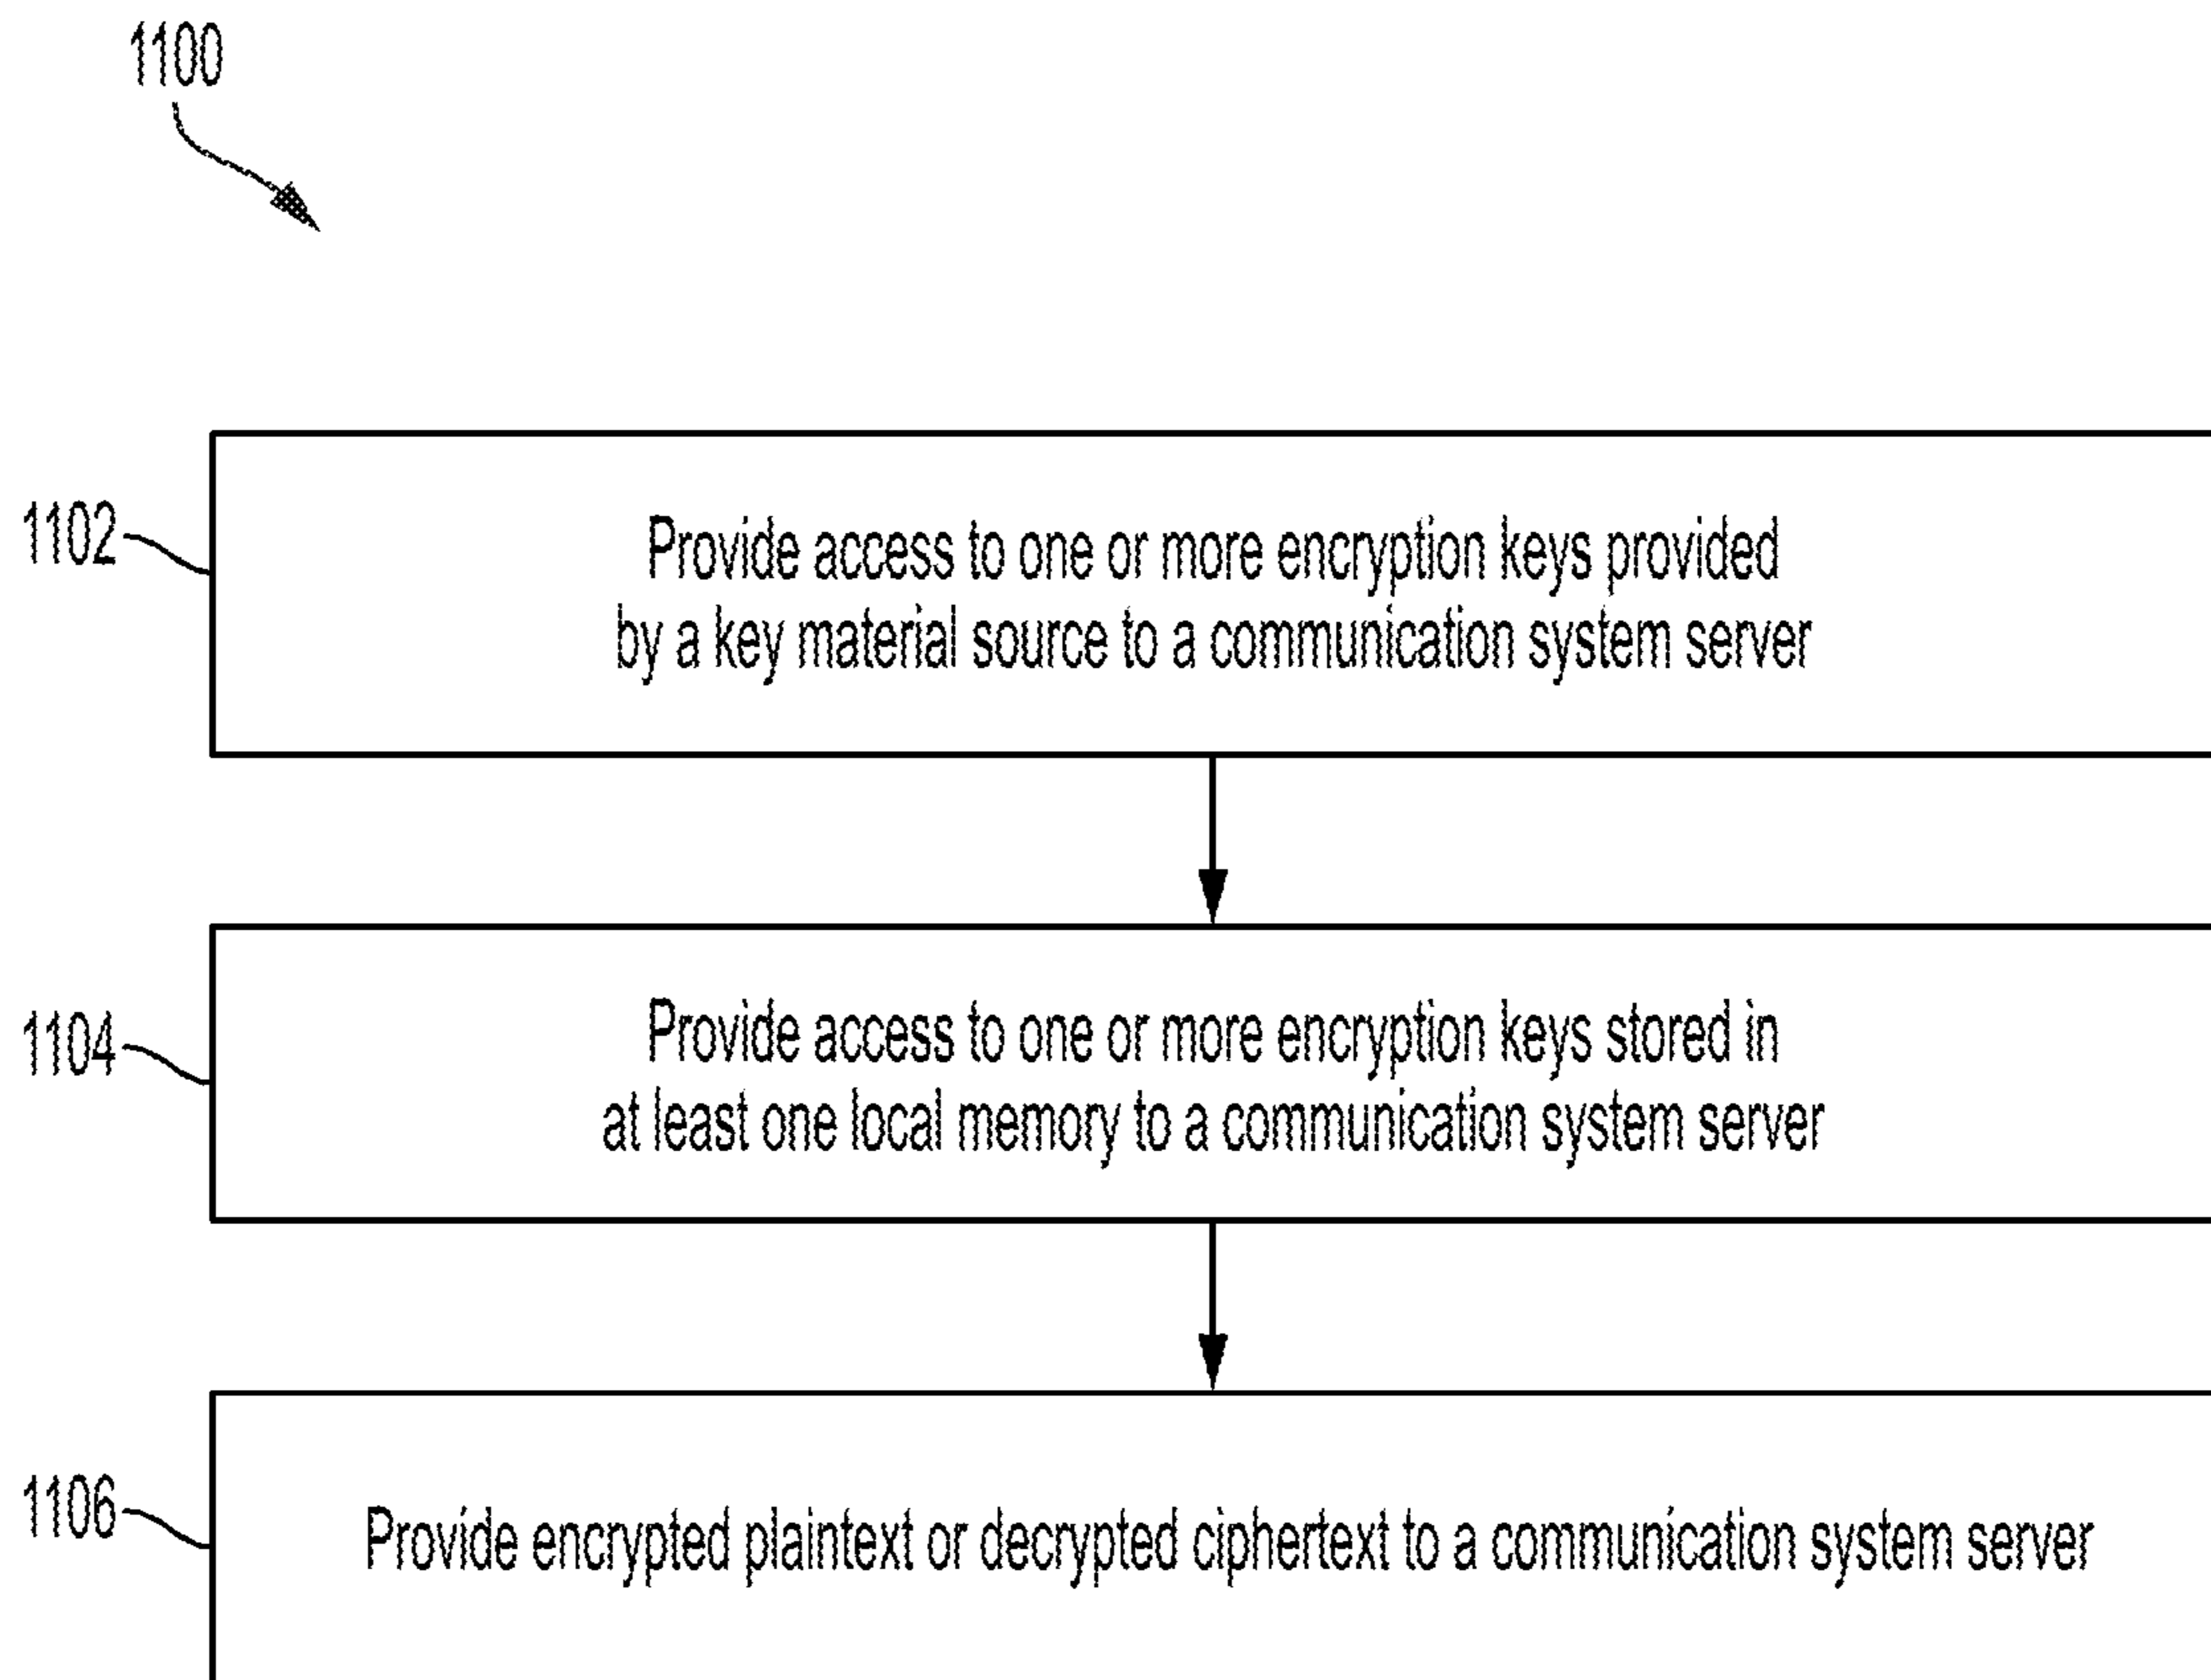 1100
1102
Provide access to one or more encryption keys provided
by a key material source to a communication system server
1104
Provide access to one or more encryption keys stored in
at least one local memory to a communication system server
1106
Provide encrypted plaintext or decrypted ciphertext to a communication system server